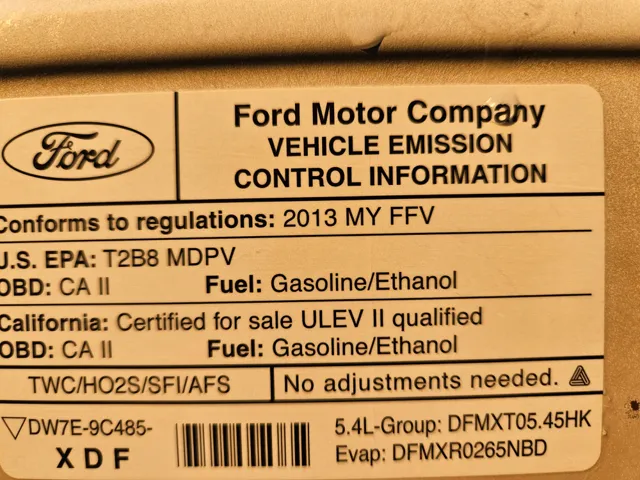 Ford
Ford Motor Company
VEHICLE EMISSION
CONTROL INFORMATION
Conforms to regulations: 2013 MY FFV
U.S. EPA: T2B8 MDPV
OBD: CA II Fuel: Gasoline/Ethanol
California: Certified for sale ULEV II qualified
OBD: CA II Fuel: Gasoline/Ethanol
TWC/HO2S/SFI/AFS No adjustments needed.
DW7E-9C485- 5.4L-Group: DFMXT05.45HK
XDF Evap: DFMXR0265NBD